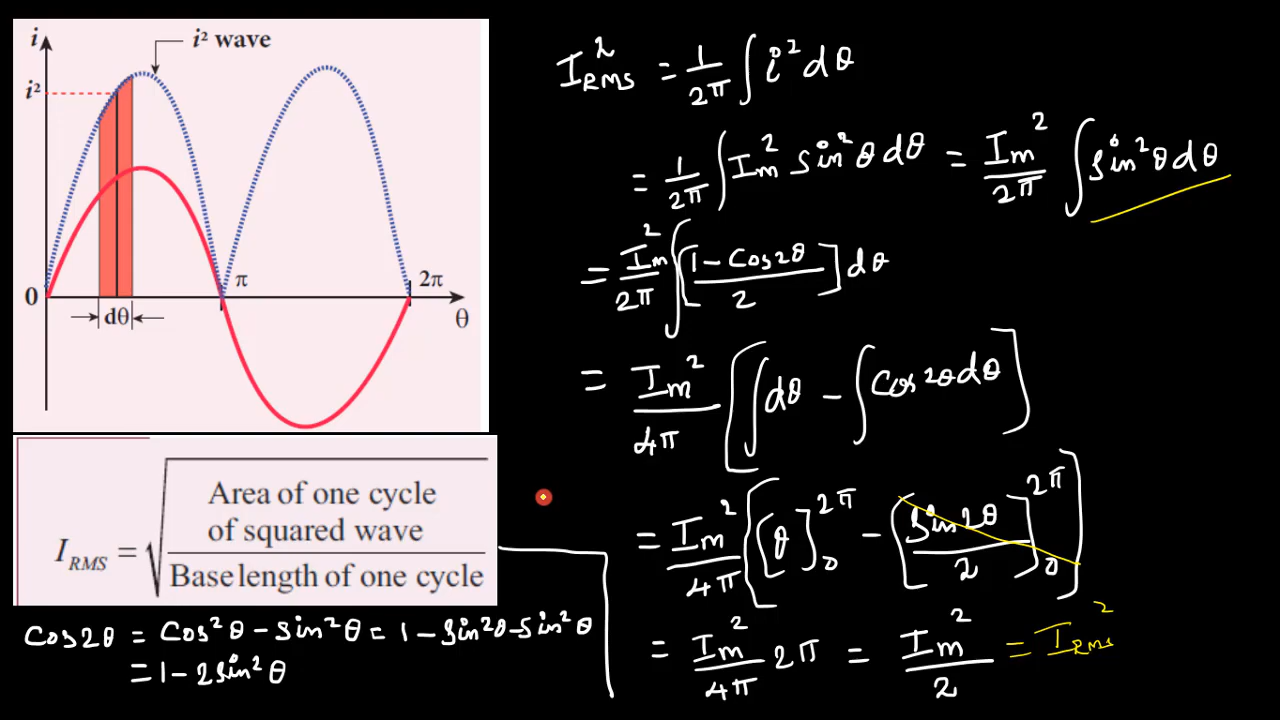 i
i² wave
i²
0
π
2π
θ
dθ
I_RMS = √(Area of one cycle of squared wave / Base length of one cycle)
Cos2θ = Cos²θ - Sin²θ = 1 - Sin²θ - Sin²θ
= 1 - 2Sin²θ
I²_RMS = 1/2π ∫ i² dθ
= 1/2π ∫ Im² Sin²θ dθ = Im²/2π ∫ Sin²θ dθ
= Im²/2π ∫ [(1 - Cos2θ)/2] dθ
= Im²/4π [∫ dθ - ∫ Cos2θ dθ]
= Im²/4π [[θ]₀^2π - [Sin2θ/2]₀^2π]
= Im²/4π 2π = Im²/2 = I²_RMS